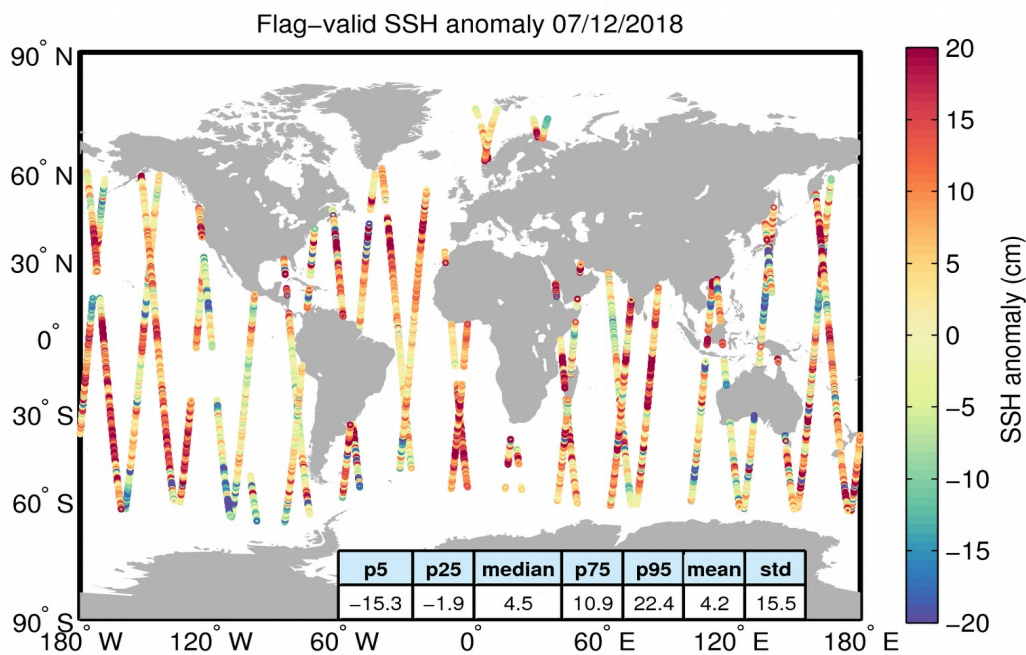 Flag−valid SSH anomaly 07/12/2018
90° N
60° N
30° N
0°
30° S
60° S
90° S
180° W
120° W
60° W
0°
60° E
120° E
180° E
p5 p25 median p75 p95 mean std
−15.3 −1.9 4.5 10.9 22.4 4.2 15.5
20
15
10
5
0
−5
−10
−15
−20
SSH anomaly (cm)